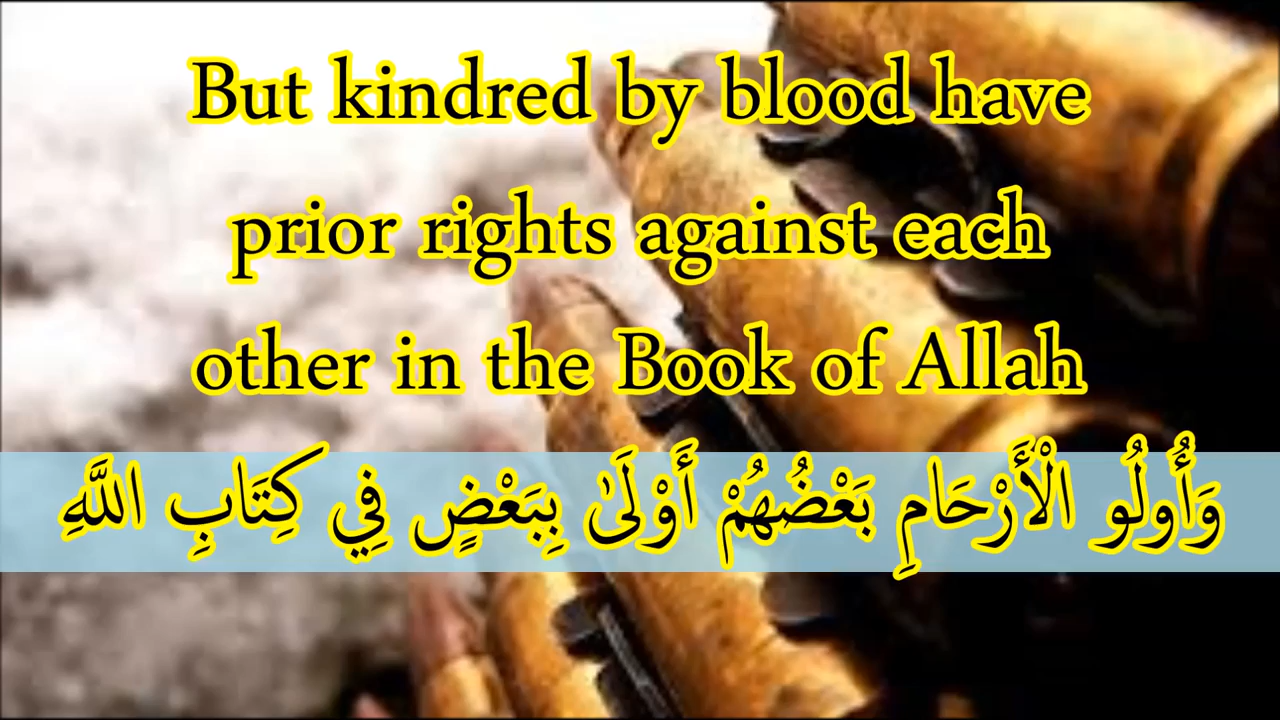 But kindred by blood have
prior rights against each
other in the Book of Allah
وَأُولُو الْأَرْحَامِ بَعْضُهُمْ أَوْلَىٰ بِبَعْضٍ فِي كِتَابِ اللَّهِ